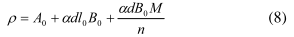 ρ = A₀ + αdl₀B₀ + αdB₀M / n (8)